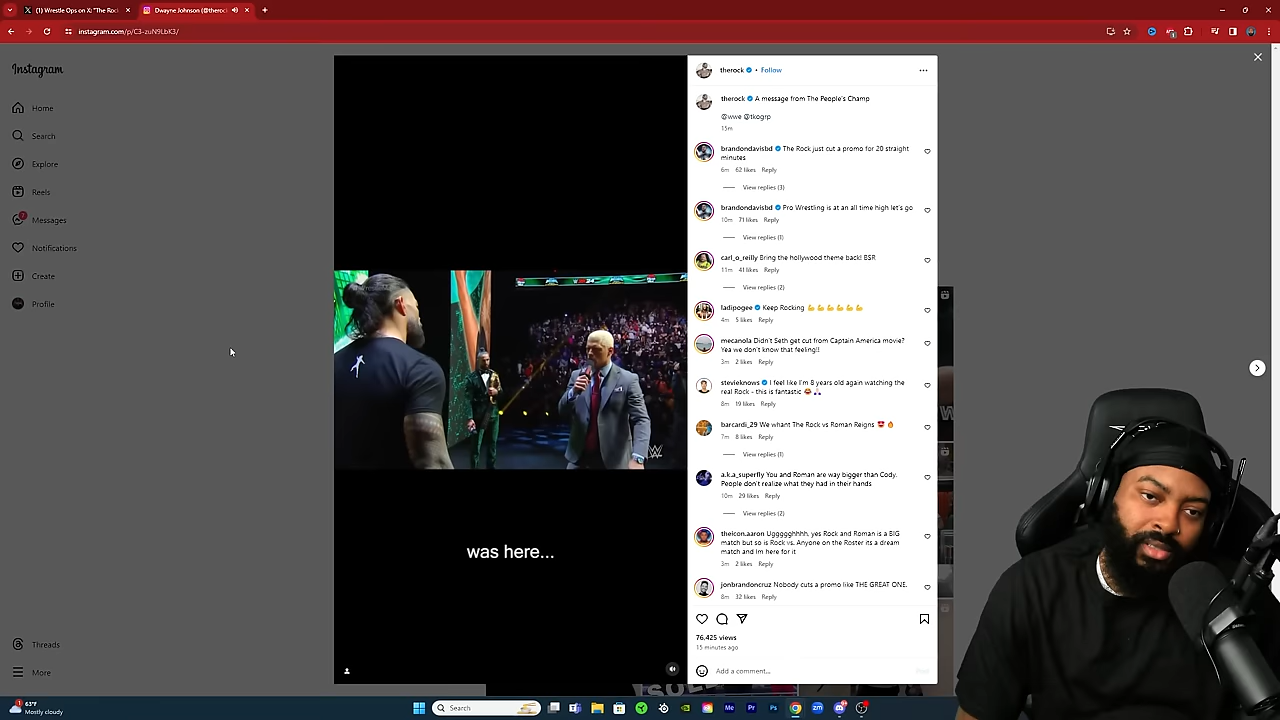 (1) Wrestle Ops on X: "The Roc
Dwayne Johnson (@theroc
instagram.com/p/C3-zuN9LbK3/
Instagram
Home
Search
Explore
Reels
Messages
Notifications
Create
Profile
Threads
More
was here...
therock • Follow
therock A message from The People's Champ
@wwe @tkogrp
15m
brandondavisbd The Rock just cut a promo for 20 straight
minutes
6m 62 likes Reply
View replies (3)
brandondavisbd Pro Wrestling is at an all time high let's go
10m 71 likes Reply
View replies (1)
carl_o_reilly Bring the hollywood theme back! BSR
11m 41 likes Reply
View replies (2)
ladipogee Keep Rocking 💪💪💪💪💪💪
4m 5 likes Reply
mecanola Didn't Seth get cut from Captain America movie?
Yea we don't know that feeling!!
3m 2 likes Reply
stevieknows I feel like I'm 8 years old again watching the
real Rock - this is fantastic
8m 19 likes Reply
barcardi_29 We whant The Rock vs Roman Reigns 😍🔥
7m 8 likes Reply
View replies (1)
a.k.a_superfly You and Roman are way bigger than Cody.
People don't realize what they had in their hands
10m 29 likes Reply
View replies (2)
theicon.aaron Uggggghhhh, yes Rock and Roman is a BIG
match but so is Rock vs. Anyone on the Roster its a dream
match and Im here for it
3m 2 likes Reply
jonbrandoncruz Nobody cuts a promo like THE GREAT ONE.
8m 32 likes Reply
76,425 views
15 minutes ago
Add a comment...
63°F
Mostly cloudy
Search